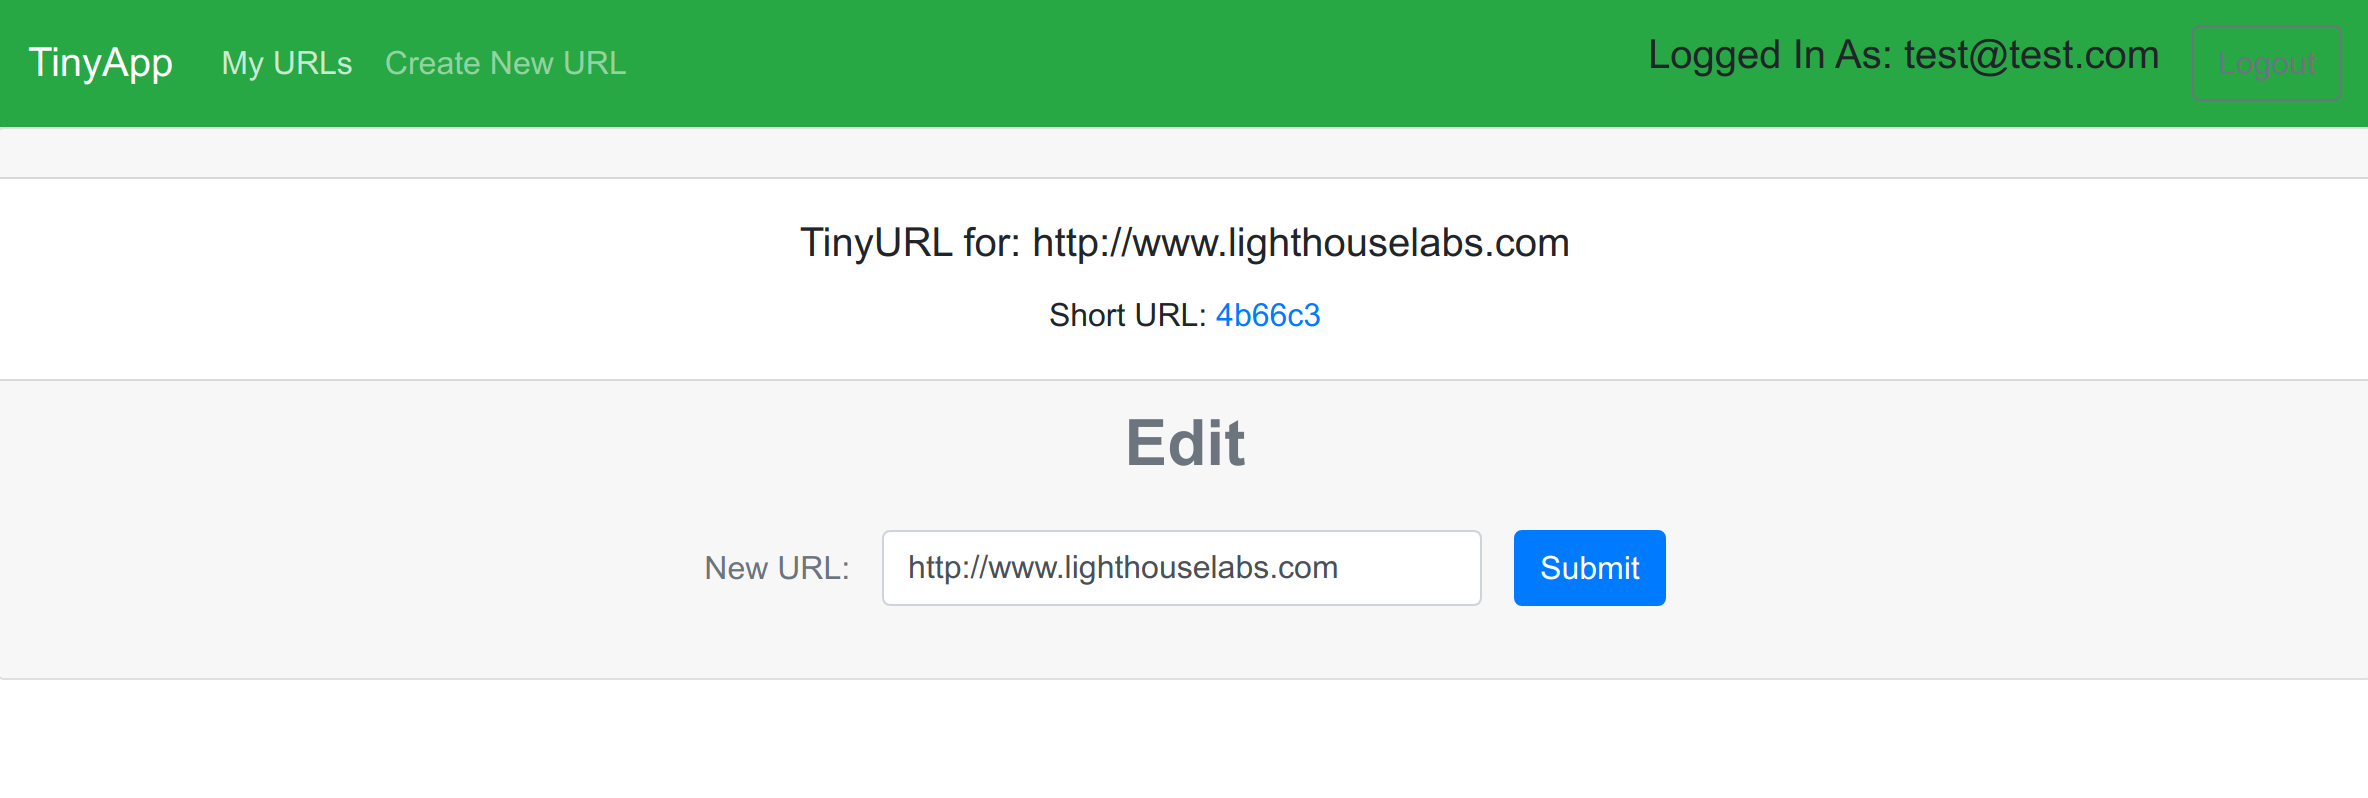 TinyApp My URLs Create New URL Logged In As: test@test.com Logout
TinyURL for: http://www.lighthouselabs.com
Short URL: 4b66c3
Edit
New URL: http://www.lighthouselabs.com Submit